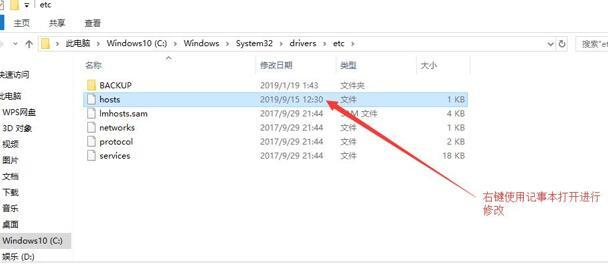 etc
主页 共享 查看
此电脑 > Windows10 (C:) > Windows > System32 > drivers > etc
搜索"et
快速访问
此电脑
WPS网盘
3D 对象
视频
图片
文档
下载
音乐
桌面
Windows10 (C:)
娱乐 (D:)
名称 修改日期 类型 大小
BACKUP 2019/1/19 1:43 文件夹
hosts 2019/9/15 12:30 文件 1 KB
lmhosts.sam 2017/9/29 21:44 文件 4 KB
networks 2017/9/29 21:44 文件 1 KB
protocol 2017/9/29 21:44 文件 2 KB
services 2017/9/29 21:44 文件 18 KB
右键使用记事本打开进行
修改